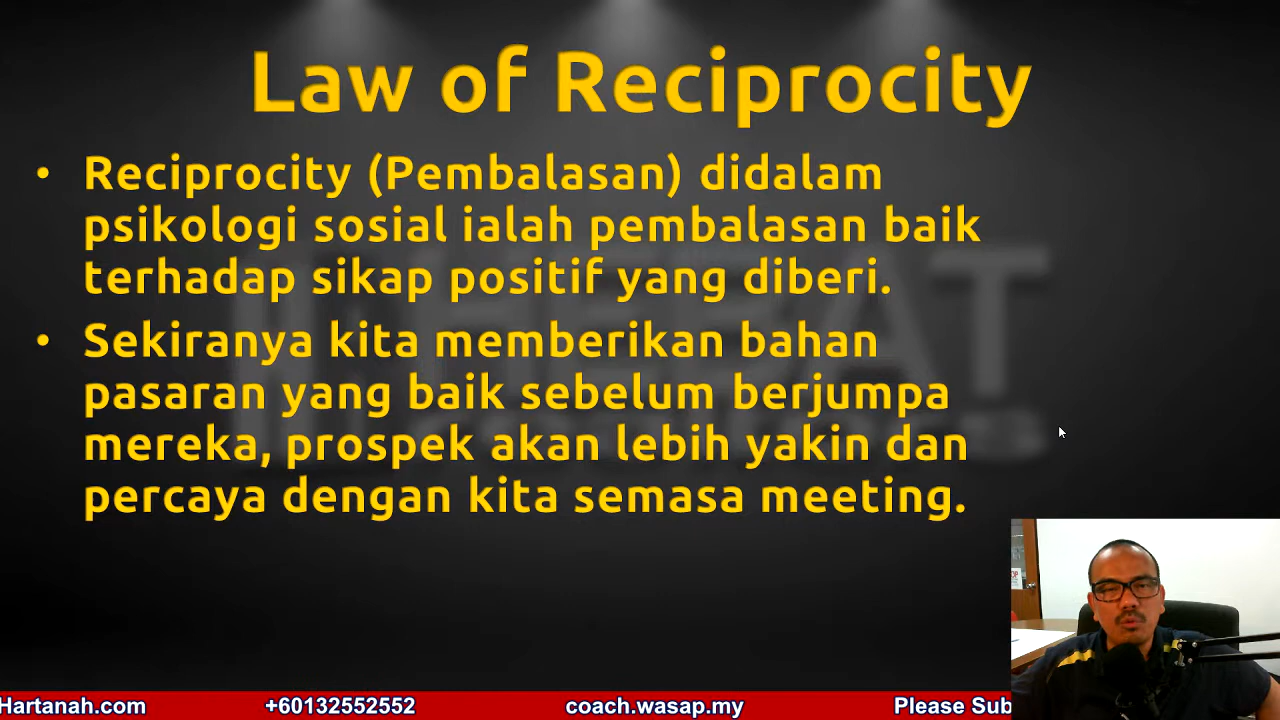 Law of Reciprocity
• Reciprocity (Pembalasan) didalam
psikologi sosial ialah pembalasan baik
terhadap sikap positif yang diberi.
• Sekiranya kita memberikan bahan
pasaran yang baik sebelum berjumpa
mereka, prospek akan lebih yakin dan
percaya dengan kita semasa meeting.
Hartanah.com +60132552552 coach.wasap.my Please Sub